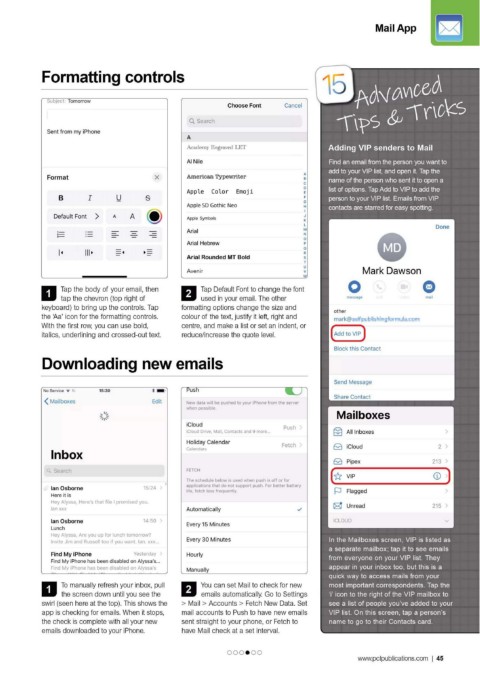 Mail App
Formatting controls
Subject: Tomorrow
Sent from my iPhone
Format
B I U S
Default Font > A A
Choose Font Cancel
Search
A
Academy Engraved LET
Al Nile
American Typewriter
Apple Color Emoji
Apple SD Gothic Neo
Apple Symbols
Arial
Arial Hebrew
Arial Rounded MT Bold
Avenir
1 Tap the body of your email, then
tap the chevron (top right of
keyboard) to bring up the controls. Tap
the 'Aa' icon for the formatting controls.
With the first row, you can use bold,
italics, underlining and crossed-out text.
2 Tap Default Font to change the font
used in your email. The other
formatting options change the size and
colour of the text, justify it left, right and
centre, and make a list or set an indent, or
reduce/increase the quote level.
Downloading new emails
No Service 15:39
Mailboxes Edit
Inbox
Search
Ian Osborne 15:24 >
Here it is
Hey Alyssa, Here's that file I promised you.
Ian xxx
Ian Osborne 14:55 >
Lunch
Hey Alyssa, Are you up for lunch tomorrow?
Invite Jim and Russell too if you want. Ian, xxx...
Find My iPhone Yesterday >
Find My iPhone has been disabled on Alyssa's...
Find My iPhone has been disabled on Alyssa's
Push
New data will be pushed to your iPhone from the server
when possible.
iCloud
iCloud Drive, Mail, Contacts and 9 more... Push >
Holiday Calendar
Calendars Fetch >
FETCH
The schedule below is used when push is off or for
applications that do not support push. For better battery
life, fetch less frequently.
Automatically
Every 15 Minutes
Every 30 Minutes
Hourly
Manually
1 To manually refresh your inbox, pull
the screen down until you see the
swirl (seen here at the top). This shows the
app is checking for emails. When it stops,
the check is complete with all your new
emails downloaded to your iPhone.
2 You can set Mail to check for new
emails automatically. Go to Settings
> Mail > Accounts > Fetch New Data. Set
mail accounts to Push to have new emails
sent straight to your phone, or Fetch to
have Mail check at a set interval.
15 Advanced
Tips & Tricks
Adding VIP senders to Mail
Find an email from the person you want to
add to your VIP list, and open it. Tap the
name of the person who sent it to open a
list of options. Tap Add to VIP to add the
person to your VIP list. Emails from VIP
contacts are starred for easy spotting.
Done
MD
Mark Dawson
message mail
other
mark@selfpublishingformula.com
Add to VIP
Block this Contact
Send Message
Share Contact
Mailboxes
All Inboxes >
iCloud 2 >
Pipex 213 >
VIP
Flagged >
Unread 215 >
ICLOUD
In the Mailboxes screen, VIP is listed as
a separate mailbox; tap it to see emails
from everyone on your VIP list. They
appear in your inbox too, but this is a
quick way to access mails from your
most important correspondents. Tap the
'i' icon to the right of the VIP mailbox to
see a list of people you've added to your
VIP list. On this screen, tap a person's
name to go to their Contacts card.
www.pclpublications.com | 45